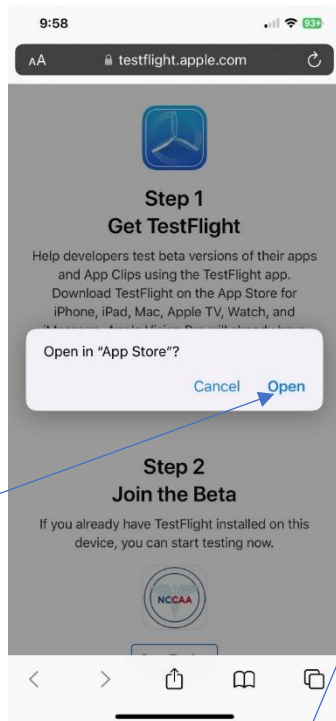 9:58
93
AA
testflight.apple.com
Step 1
Get TestFlight
Help developers test beta versions of their apps
and App Clips using the TestFlight app.
Download TestFlight on the App Store for
iPhone, iPad, Mac, Apple TV, Watch, and
Open in “App Store”?
Cancel Open
Step 2
Join the Beta
If you already have TestFlight installed on this
device, you can start testing now.
NCCAA